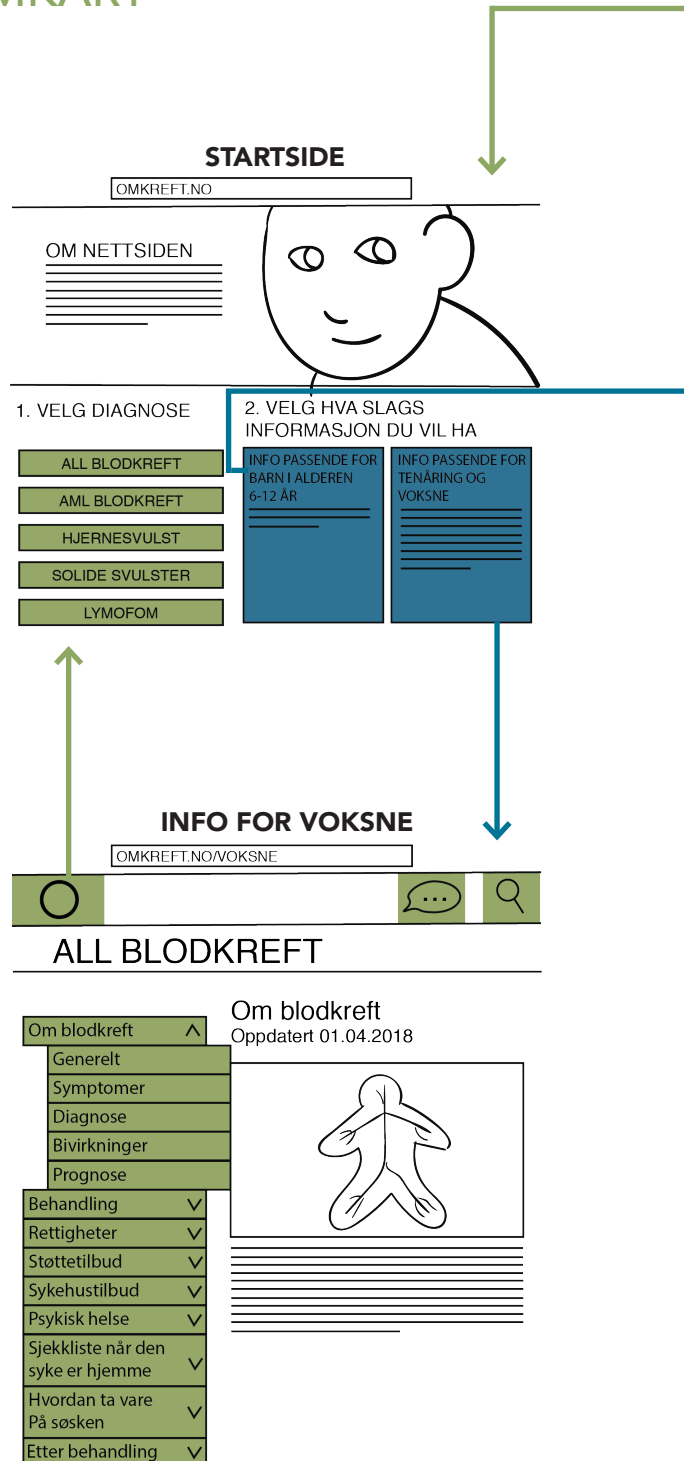 STARTSIDE
OMKREFT.NO
OM NETTSIDEN
1. VELG DIAGNOSE
ALL BLODKREFT
AML BLODKREFT
HJERNESVULST
SOLIDE SVULSTER
LYMOFOM
2. VELG HVA SLAGS
INFORMASJON DU VIL HA
INFO PASSENDE FOR
BARN I ALDEREN
6-12 ÅR
INFO PASSENDE FOR
TENÅRING OG
VOKSNE
INFO FOR VOKSNE
OMKREFT.NO/VOKSNE
ALL BLODKREFT
Om blodkreft
Generelt
Symptomer
Diagnose
Bivirkninger
Prognose
Behandling
Rettigheter
Støttetilbud
Sykehustilbud
Psykisk helse
Sjekkliste når den
syke er hjemme
Hvordan ta vare
På søsken
Etter behandling
Om blodkreft
Oppdatert 01.04.2018